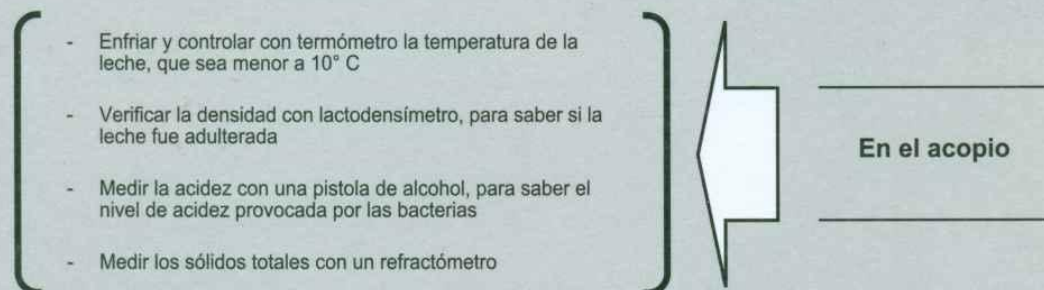 - Enfriar y controlar con termómetro la temperatura de la
leche, que sea menor a 10° C
- Verificar la densidad con lactodensímetro, para saber si la
leche fue adulterada
- Medir la acidez con una pistola de alcohol, para saber el
nivel de acidez provocada por las bacterias
- Medir los sólidos totales con un refractómetro
En el acopio